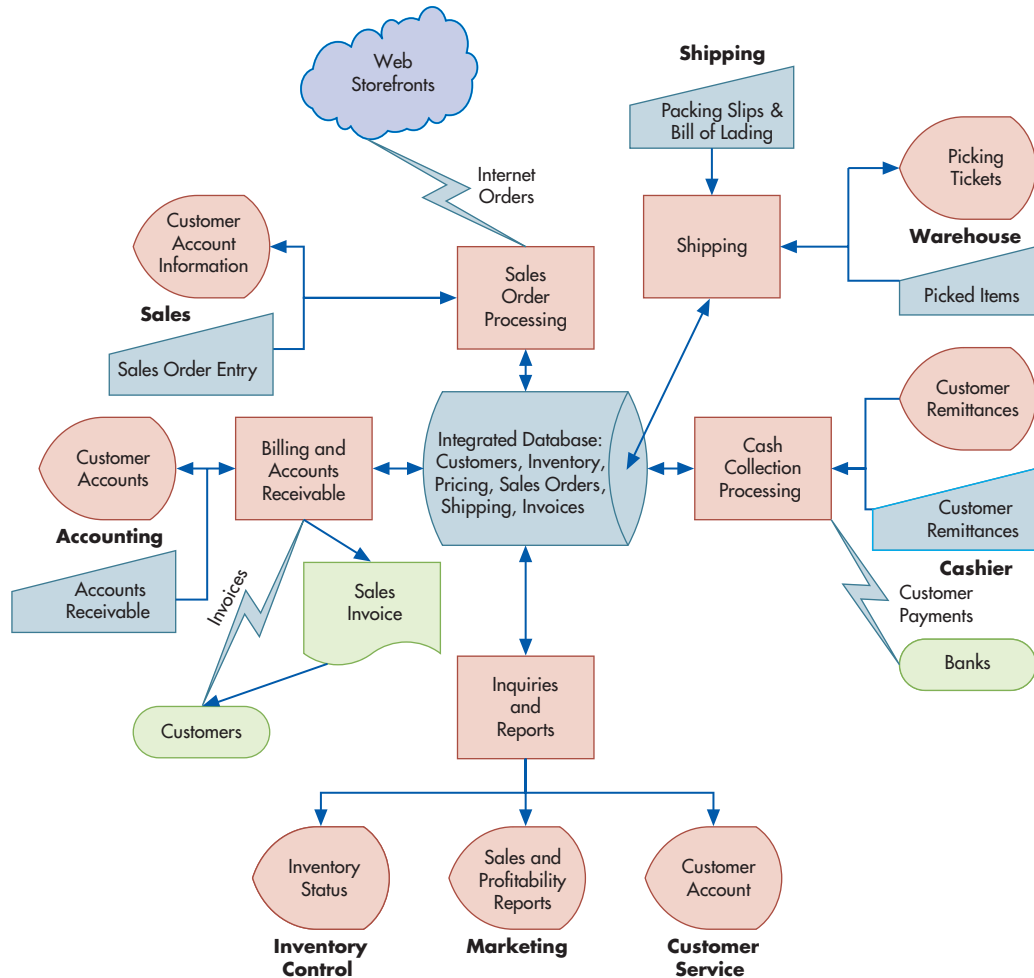 Web
Storefronts
Internet
Orders
Shipping
Packing Slips &
Bill of Lading
Shipping
Picking
Tickets
Warehouse
Picked Items
Customer
Account
Information
Sales
Sales Order Entry
Sales
Order
Processing
Customer
Accounts
Accounting
Accounts
Receivable
Billing and
Accounts
Receivable
Integrated Database:
Customers, Inventory,
Pricing, Sales Orders,
Shipping, Invoices
Cash
Collection
Processing
Customer
Remittances
Customer
Remittances
Cashier
Customer
Payments
Banks
Invoices
Sales
Invoice
Customers
Inquiries
and
Reports
Inventory
Status
Inventory
Control
Sales and
Profitability
Reports
Marketing
Customer
Account
Customer
Service